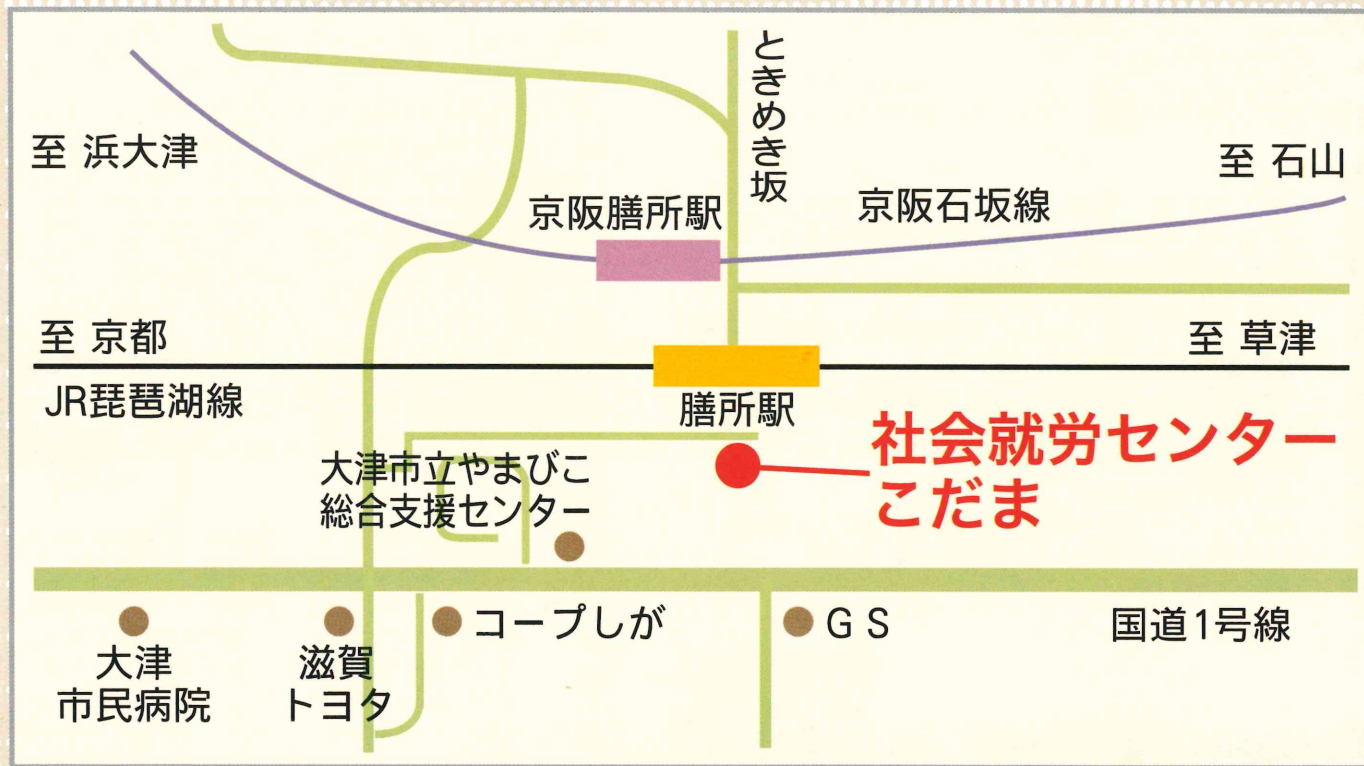 ときめき坂
至 浜大津
至 石山
京阪膳所駅
京阪石坂線
至 京都
至 草津
JR琵琶湖線
膳所駅
社会就労センター
こだま
大津市立やまびこ
総合支援センター
コープしが
GS
国道1号線
大津
市民病院
滋賀
トヨタ